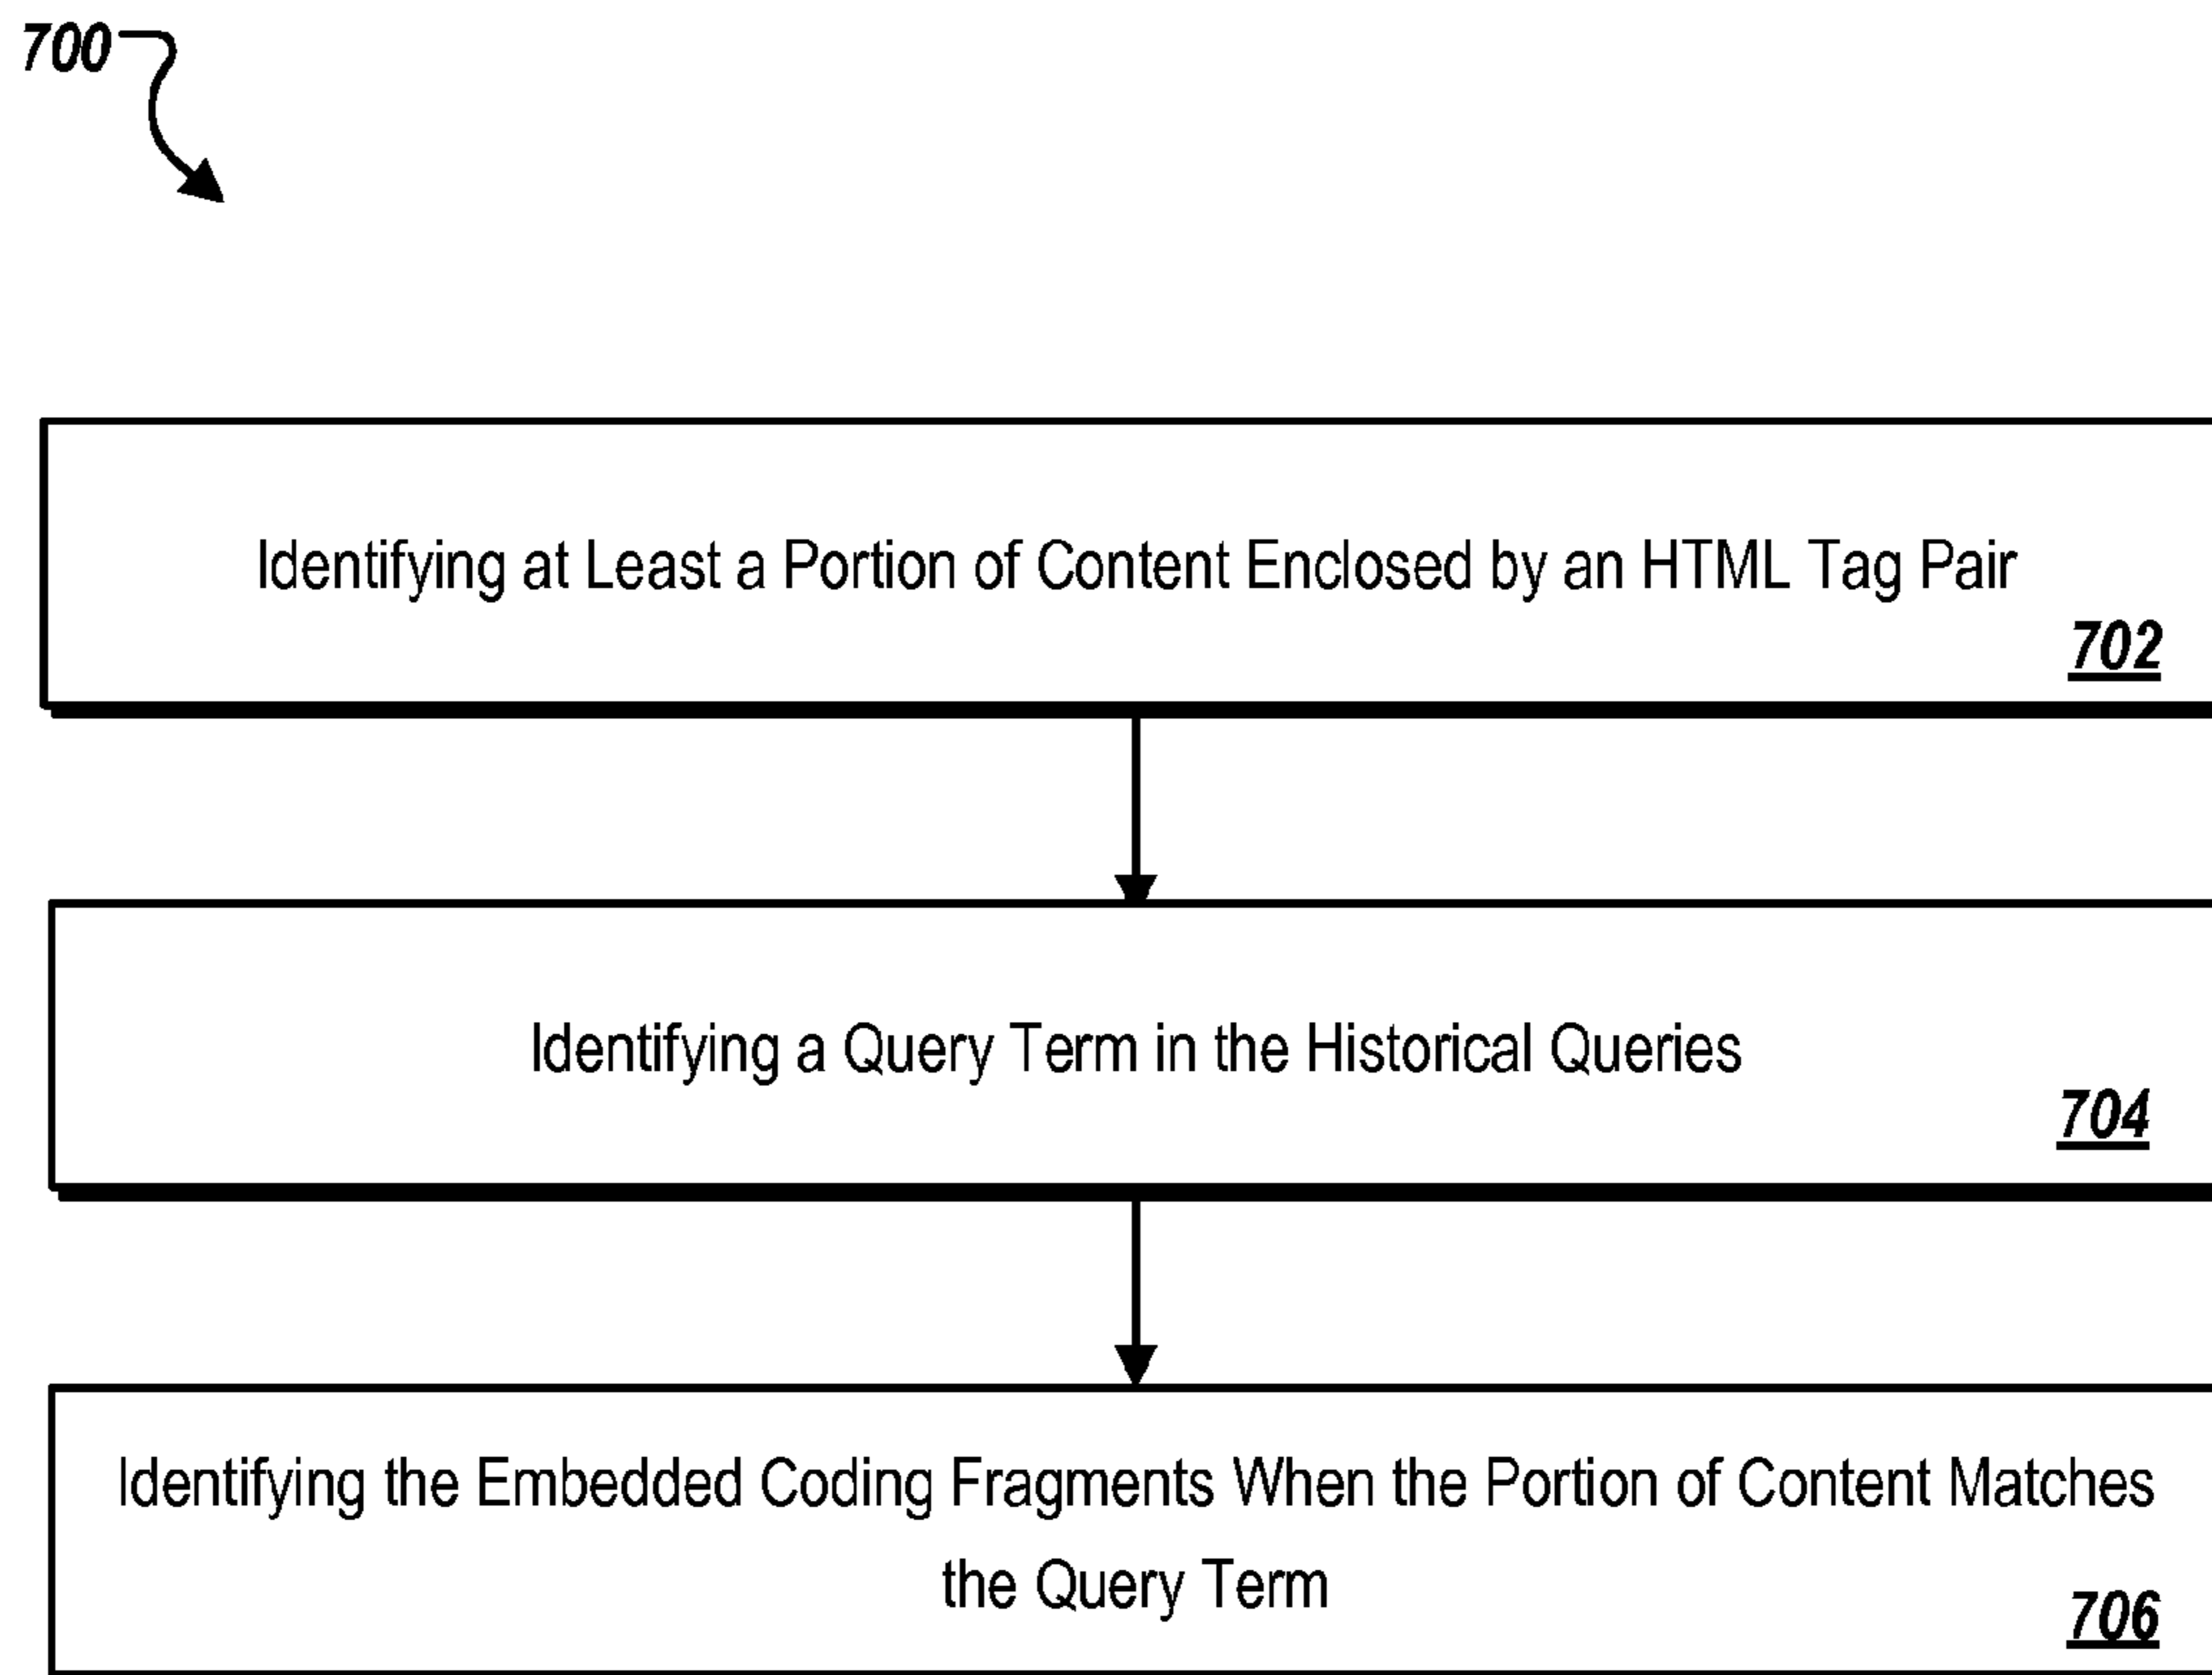 700
Identifying at Least a Portion of Content Enclosed by an HTML Tag Pair
702
Identifying a Query Term in the Historical Queries
704
Identifying the Embedded Coding Fragments When the Portion of Content Matches
the Query Term
706